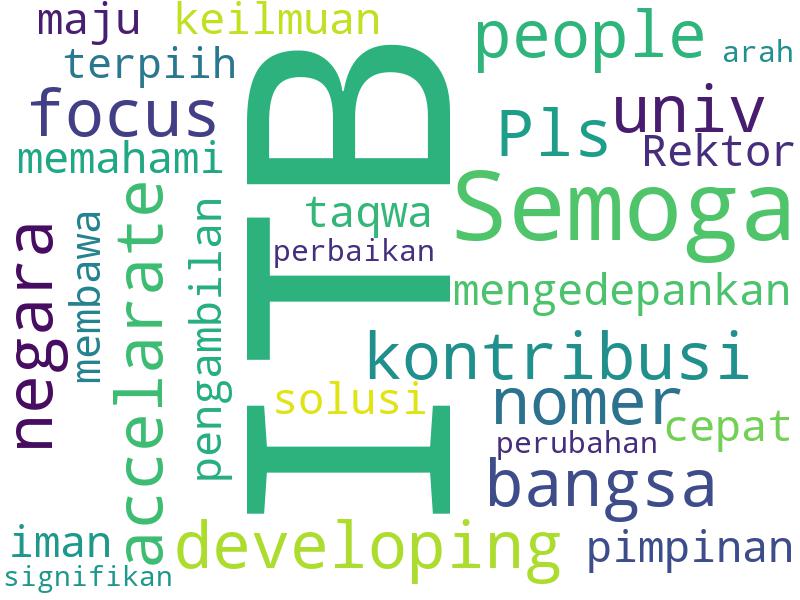 maju
keilmuan
people
terpiih
arah
focus
univ
Pls
Rektor
memahami
ITB
Semoga
taqwa
perbaikan
negara
membawa
accelarate
pengambilan
mengedepankan
kontribusi
solusi
nomer
cepat
perubahan
bangsa
iman
developing
pimpinan
signifikan